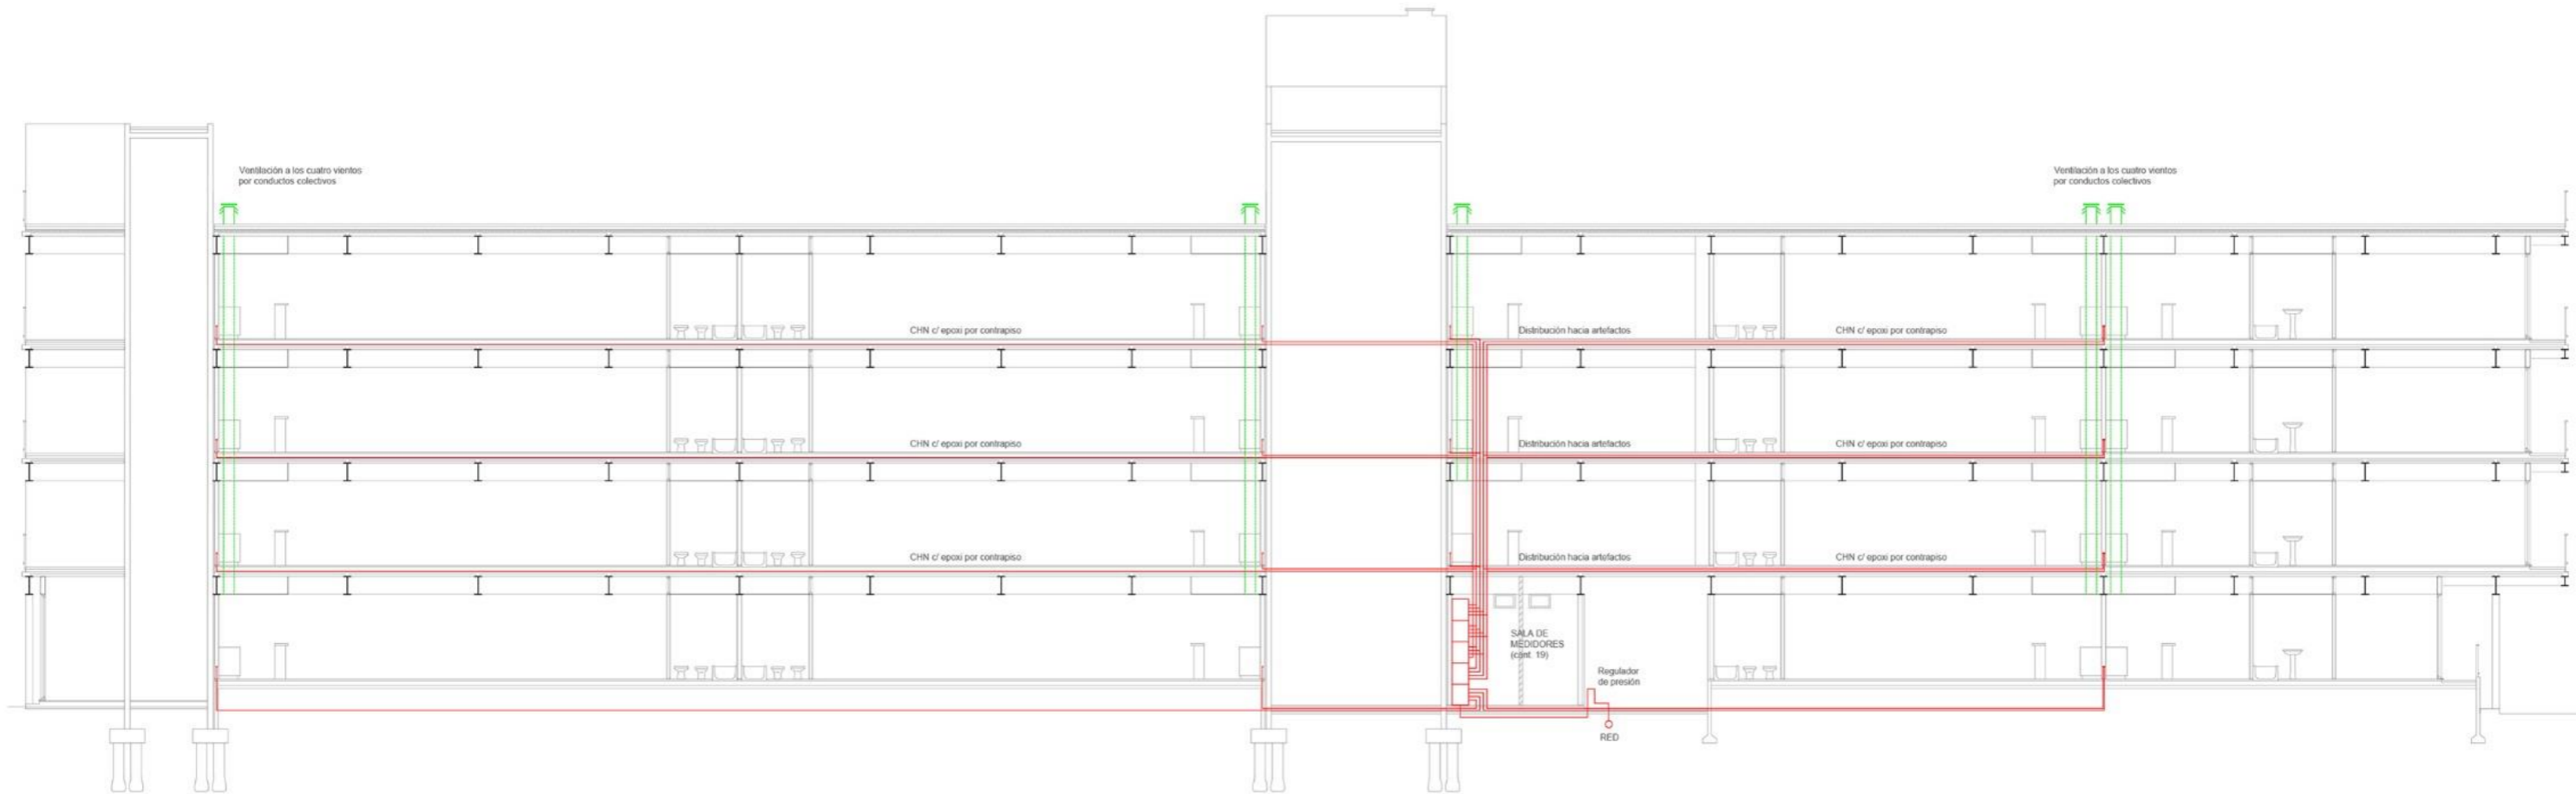 Ventilación a los cuatro vientos
por conductos colectivos
Ventilación a los cuatro vientos
por conductos colectivos
CHN c/ epoxi por contrapiso
Distribución hacia artefactos
CHN c/ epoxi por contrapiso
CHN c/ epoxi por contrapiso
Distribución hacia artefactos
CHN c/ epoxi por contrapiso
CHN c/ epoxi por contrapiso
Distribución hacia artefactos
CHN c/ epoxi por contrapiso
SALA DE
MEDIDORES
(cant. 19)
Regulador
de presión
RED